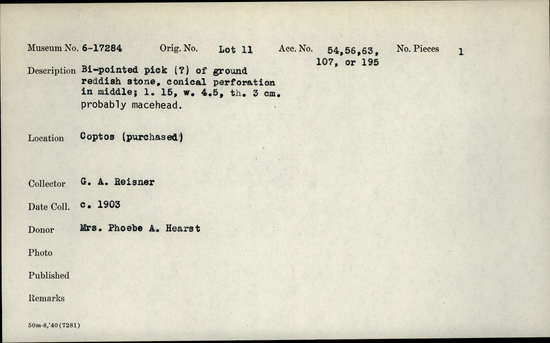 Museum No. 6-17284 Orig. No. Lot 11 Acc. No. 54,56,63, No. Pieces 1
107, or 195
Description Bi-pointed pick (?) of ground
reddish stone, conical perforation
in middle; l. 15, w. 4.5, th. 3 cm.
probably macehead.
Location Coptos (purchased)
Collector G. A. Reisner
Date Coll. c. 1903
Donor Mrs. Phoebe A. Hearst
Photo
Published
Remarks
50m-8,'40(7281)